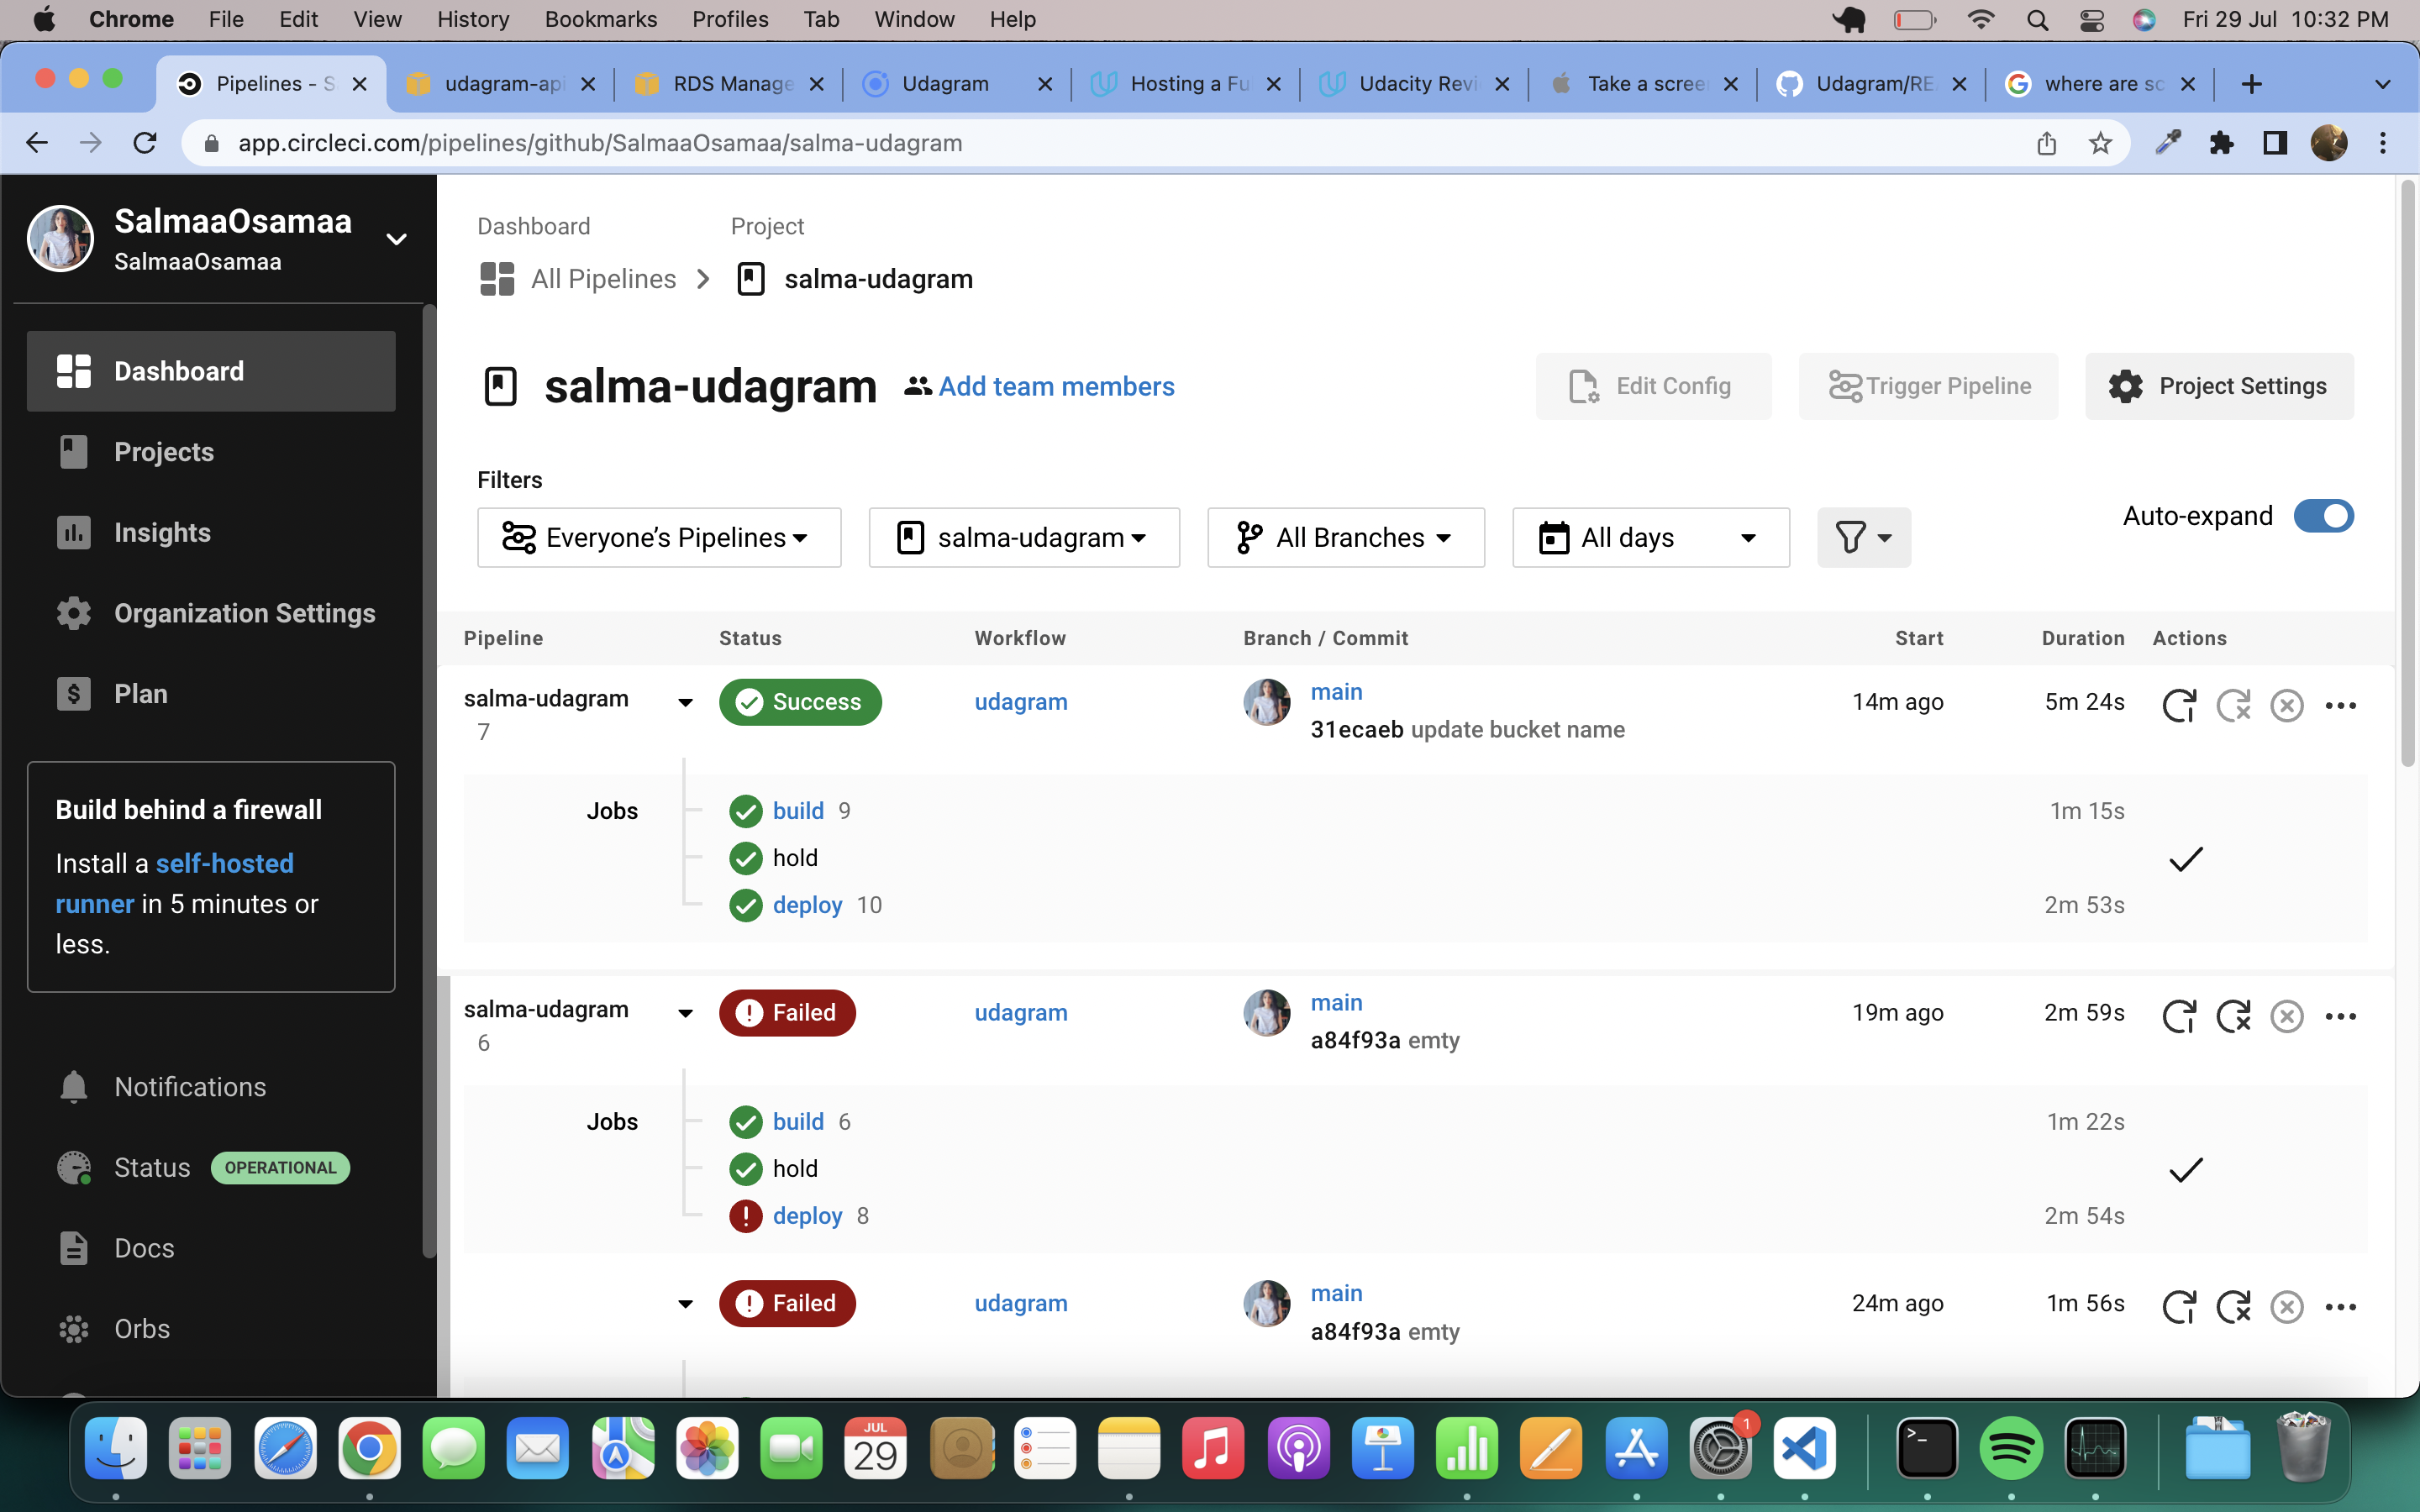 Chrome File Edit View History Bookmarks Profiles Tab Window Help Fri 29 Jul 10:32 PM
Pipelines - S udagram-api RDS Manage Udagram Hosting a Fu Udacity Revi Take a scree Udagram/RE where are sc
app.circleci.com/pipelines/github/SalmaaOsamaa/salma-udagram
SalmaaOsamaa
SalmaaOsamaa
Dashboard
Projects
Insights
Organization Settings
Plan
Build behind a firewall
Install a self-hosted
runner in 5 minutes or
less.
Notifications
Status OPERATIONAL
Docs
Orbs
Dashboard Project
All Pipelines salma-udagram
salma-udagram Add team members Edit Config Trigger Pipeline Project Settings
Filters
Everyone’s Pipelines salma-udagram All Branches All days Auto-expand
Pipeline Status Workflow Branch / Commit Start Duration Actions
salma-udagram Success udagram main 14m ago 5m 24s
7 31ecaeb update bucket name
Jobs build 9 1m 15s
hold
deploy 10 2m 53s
salma-udagram Failed udagram main 19m ago 2m 59s
6 a84f93a emty
Jobs build 6 1m 22s
hold
deploy 8 2m 54s
Failed udagram main 24m ago 1m 56s
a84f93a emty
JUL
29
1